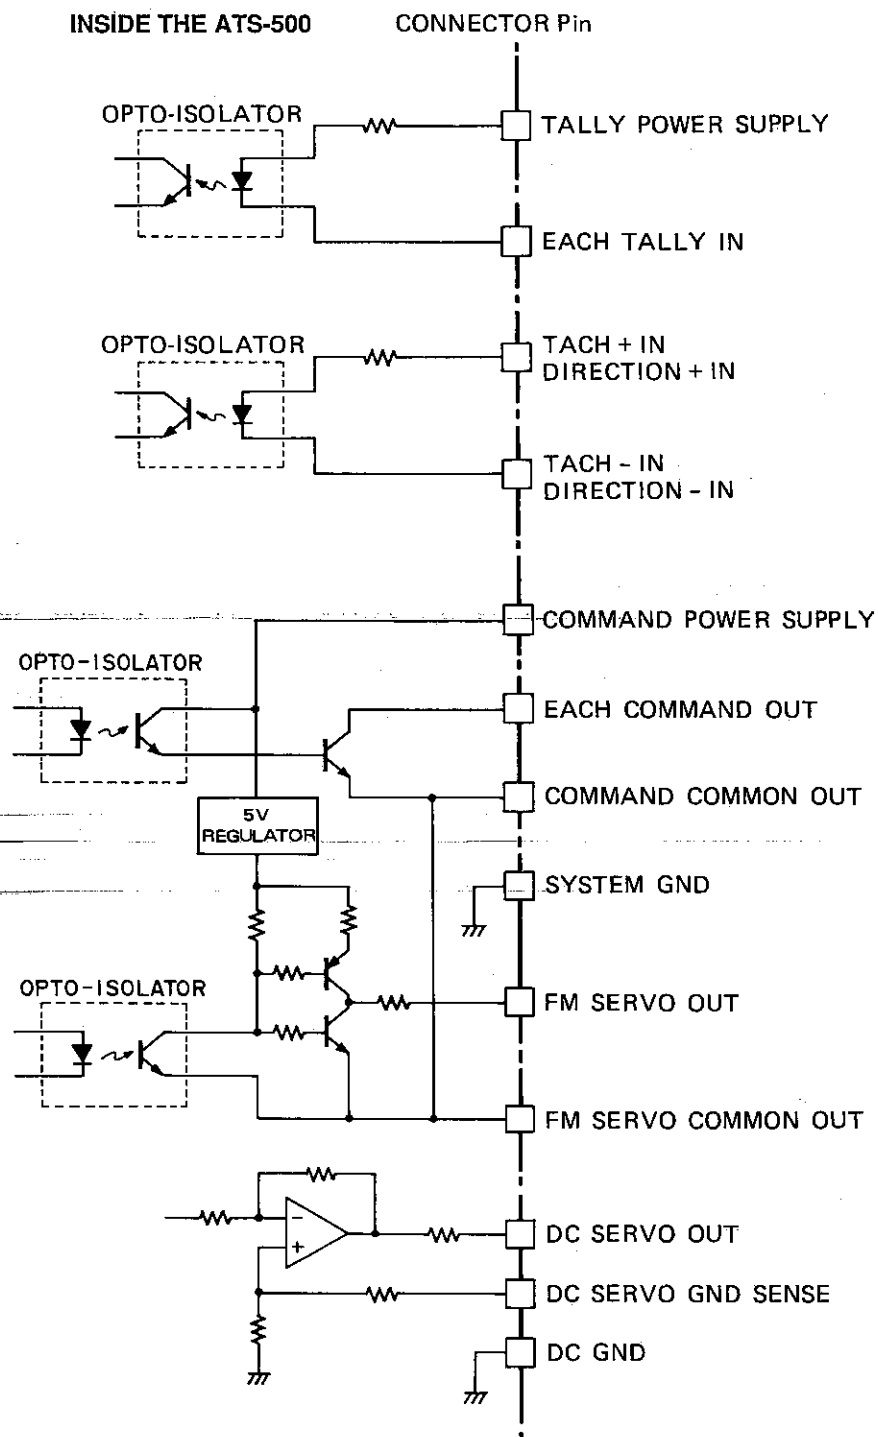 INSIDE THE ATS-500
CONNECTOR Pin
OPTO-ISOLATOR
TALLY POWER SUPPLY
EACH TALLY IN
OPTO-ISOLATOR
TACH + IN
DIRECTION + IN
TACH - IN
DIRECTION - IN
COMMAND POWER SUPPLY
OPTO-ISOLATOR
EACH COMMAND OUT
COMMAND COMMON OUT
5V
REGULATOR
SYSTEM GND
OPTO-ISOLATOR
FM SERVO OUT
FM SERVO COMMON OUT
-
+
DC SERVO OUT
DC SERVO GND SENSE
DC GND